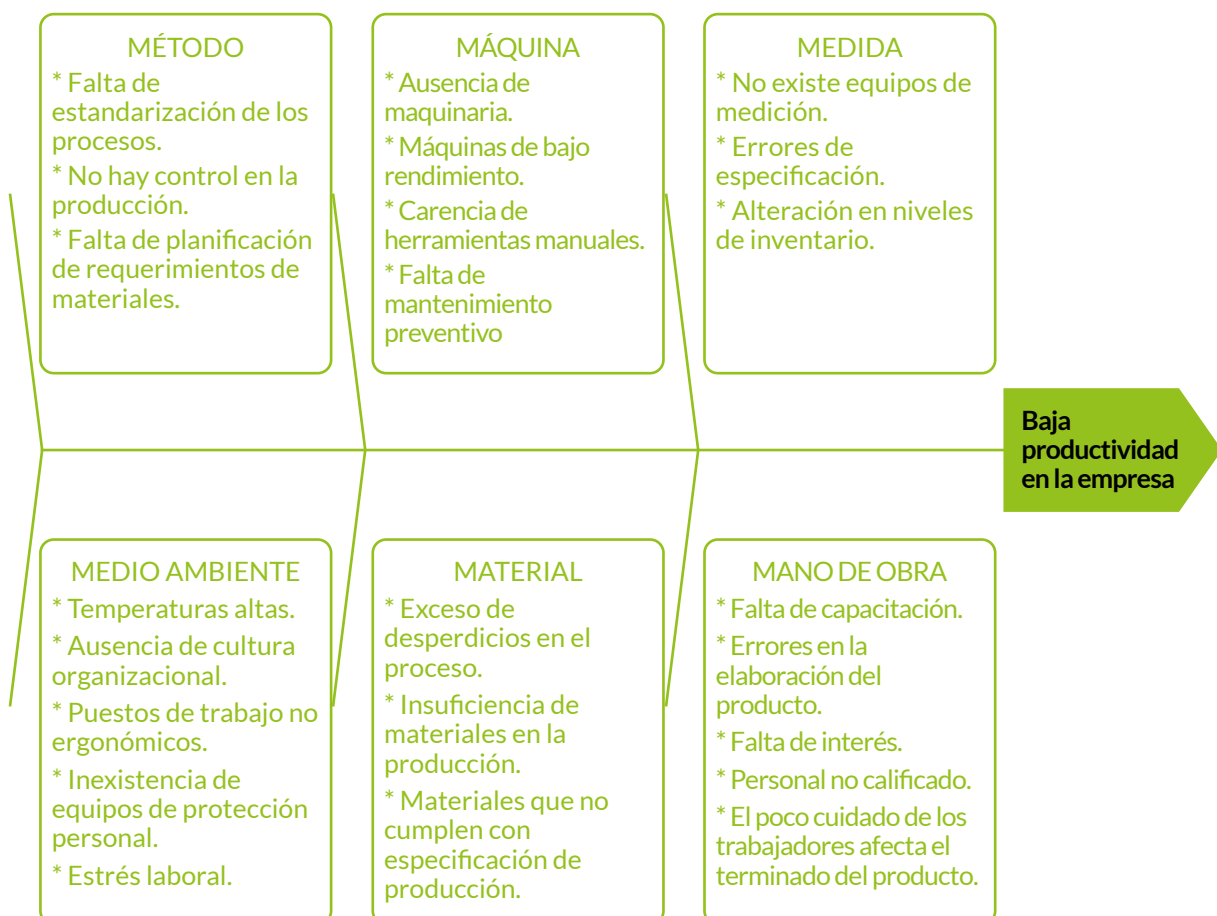 MÉTODO
* Falta de
estandarización de los
procesos.
* No hay control en la
producción.
* Falta de planificación
de requerimientos de
materiales.
MÁQUINA
* Ausencia de
maquinaria.
* Máquinas de bajo
rendimiento.
* Carencia de
herramientas manuales.
* Falta de
mantenimiento
preventivo
MEDIDA
* No existe equipos de
medición.
* Errores de
especificación.
* Alteración en niveles
de inventario.
Baja
productividad
en la empresa
MEDIO AMBIENTE
* Temperaturas altas.
* Ausencia de cultura
organizacional.
* Puestos de trabajo no
ergonómicos.
* Inexistencia de
equipos de protección
personal.
* Estrés laboral.
MATERIAL
* Exceso de
desperdicios en el
proceso.
* Insuficiencia de
materiales en la
producción.
* Materiales que no
cumplen con
especificación de
producción.
MANO DE OBRA
* Falta de capacitación.
* Errores en la
elaboración del
producto.
* Falta de interés.
* Personal no calificado.
* El poco cuidado de los
trabajadores afecta el
terminado del producto.